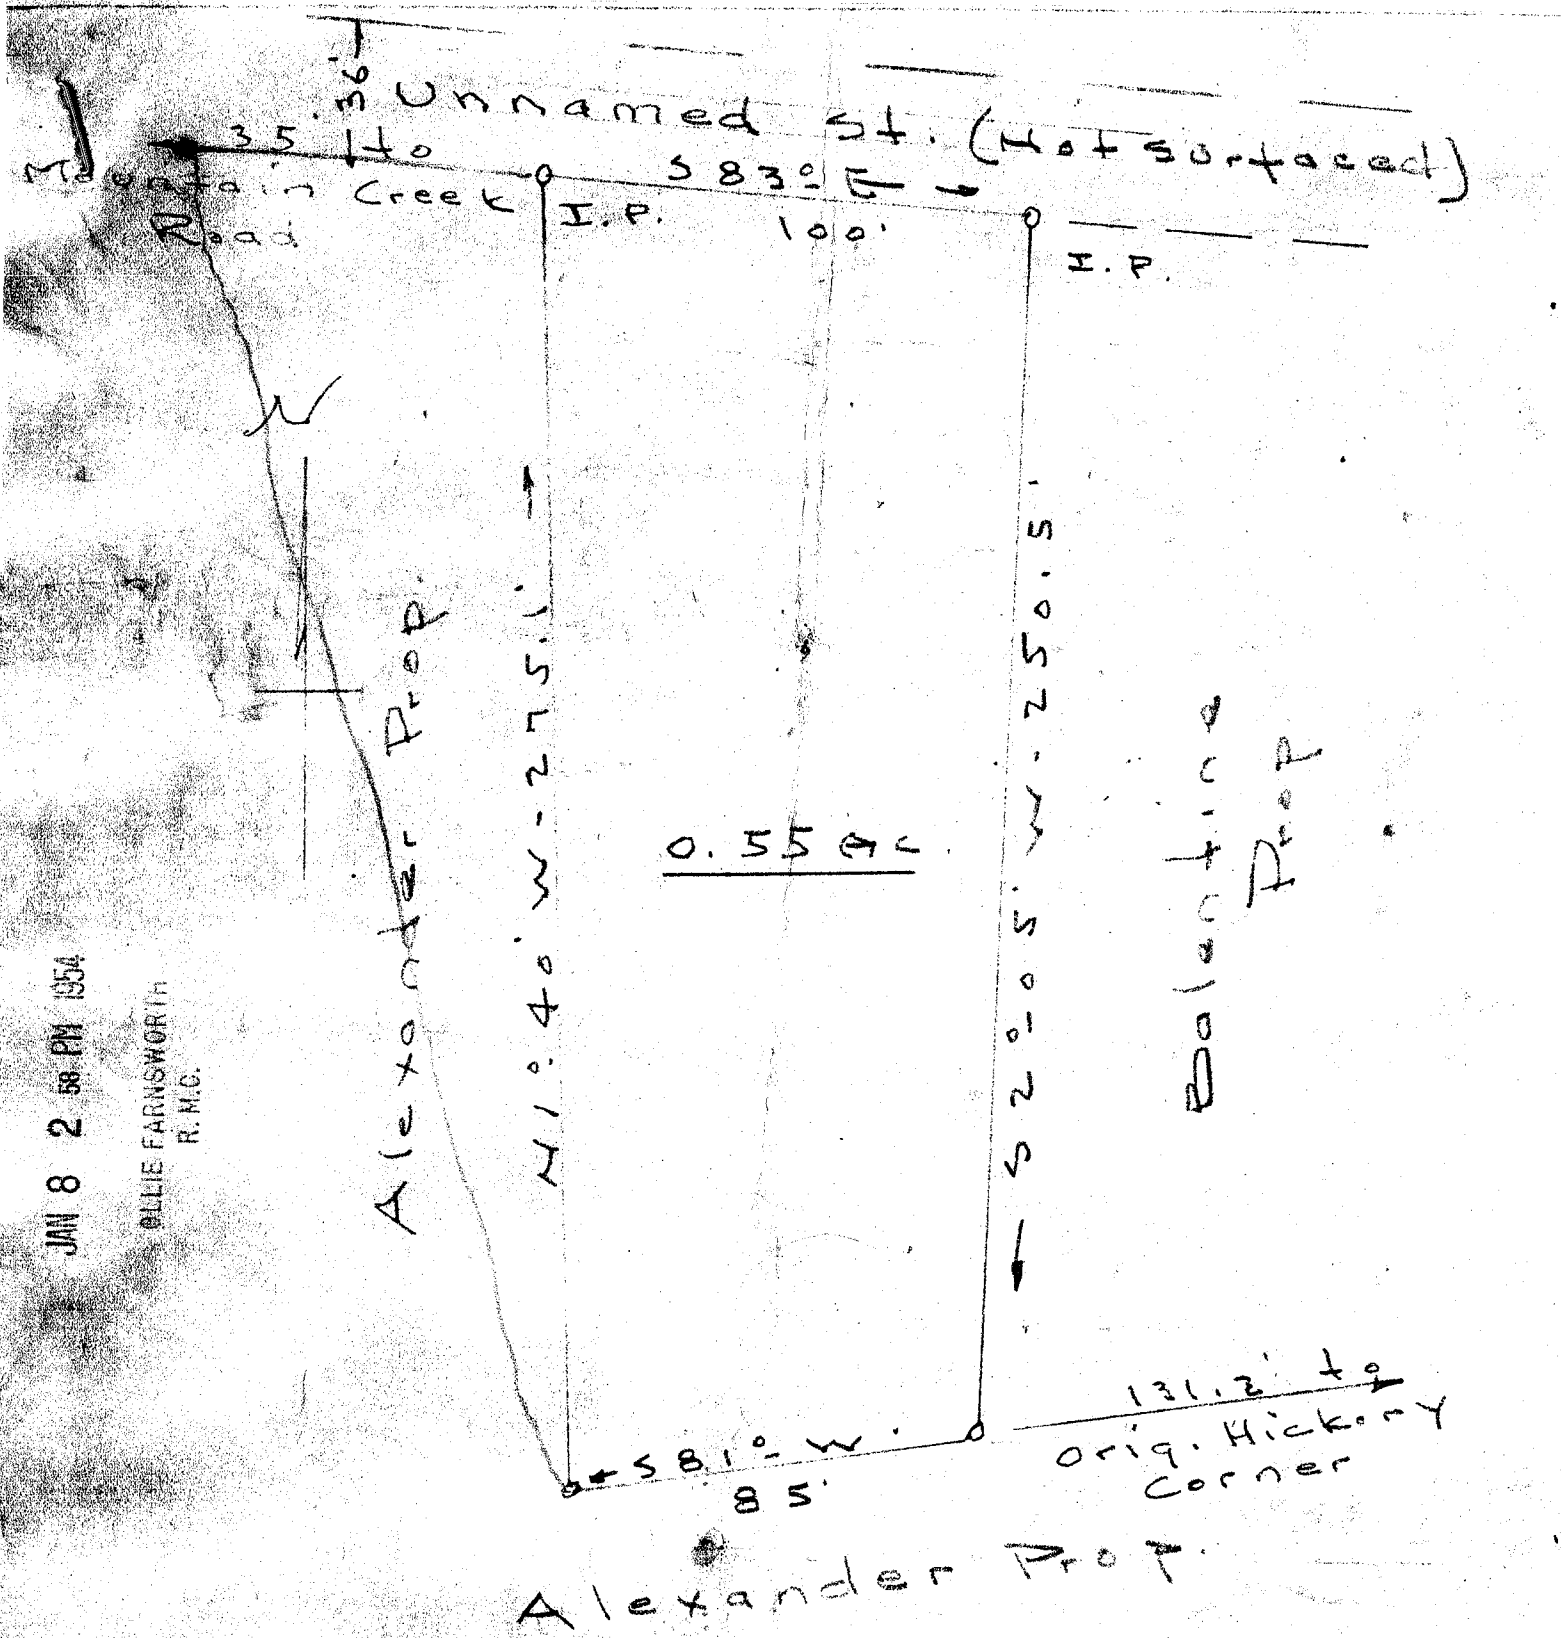 36'
Unnamed St. (Not surfaced)
35' to
Mountain Creek
Road
S 83° E
100'
I.P.
I.P.
N
Alexander Prop.
N 1° 40' W - 275.1'
0.55 ac.
S 2° - 05' W - 250.5'
Balantine
Prop
JAN 8 2 58 PM 1954
OLLIE FARNSWORTH
R.M.C.
S 81° W.
85'
131.2' to
Orig. Hickory
Corner
Alexander Prop.